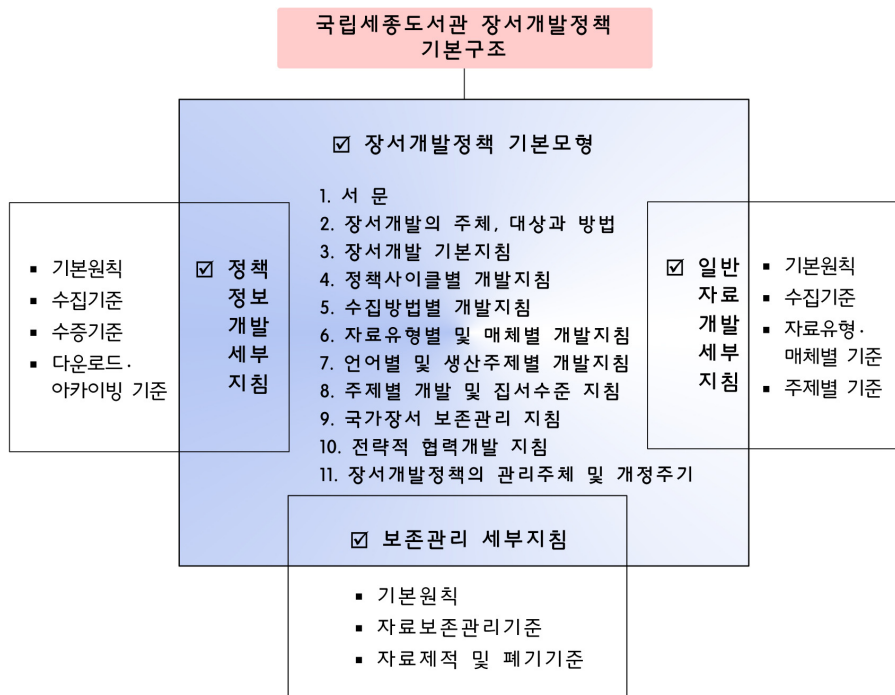 국립세종도서관 장서개발정책
기본구조
☑ 장서개발정책 기본모형
1. 서 문
2. 장서개발의 주체, 대상과 방법
3. 장서개발 기본지침
4. 정책사이클별 개발지침
5. 수집방법별 개발지침
6. 자료유형별 및 매체별 개발지침
7. 언어별 및 생산주제별 개발지침
8. 주제별 개발 및 집서수준 지침
9. 국가장서 보존관리 지침
10. 전략적 협력개발 지침
11. 장서개발정책의 관리주체 및 개정주기
▪ 기본원칙
▪ 수집기준
▪ 수증기준
▪ 다운로드·
아카이빙 기준
☑ 정책
정보
개발
세부
지침
☑ 일반
자료
개발
세부
지침
▪ 기본원칙
▪ 수집기준
▪ 자료유형·
매체별 기준
▪ 주제별 기준
☑ 보존관리 세부지침
▪ 기본원칙
▪ 자료보존관리기준
▪ 자료제적 및 폐기기준